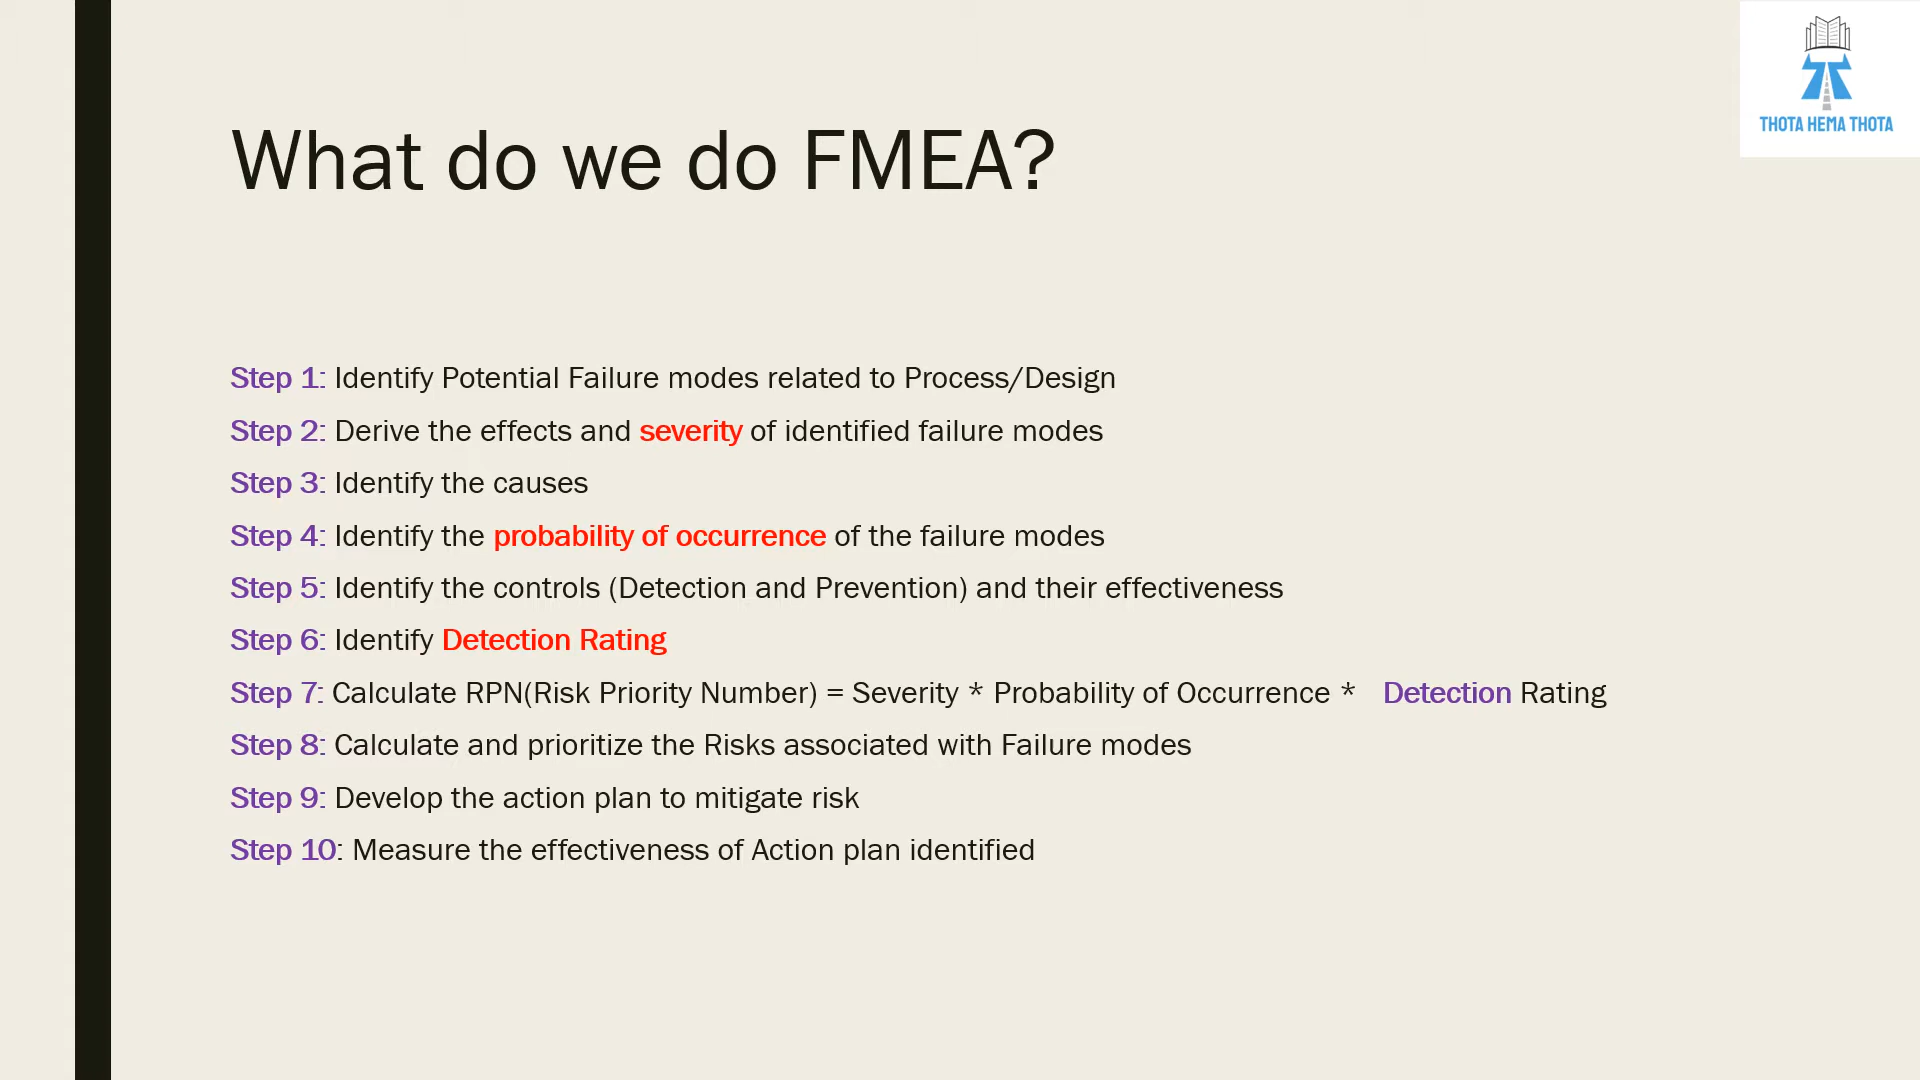 THOTA HEMA THOTA
What do we do FMEA?
Step 1: Identify Potential Failure modes related to Process/Design
Step 2: Derive the effects and severity of identified failure modes
Step 3: Identify the causes
Step 4: Identify the probability of occurrence of the failure modes
Step 5: Identify the controls (Detection and Prevention) and their effectiveness
Step 6: Identify Detection Rating
Step 7: Calculate RPN(Risk Priority Number) = Severity * Probability of Occurrence * Detection Rating
Step 8: Calculate and prioritize the Risks associated with Failure modes
Step 9: Develop the action plan to mitigate risk
Step 10: Measure the effectiveness of Action plan identified